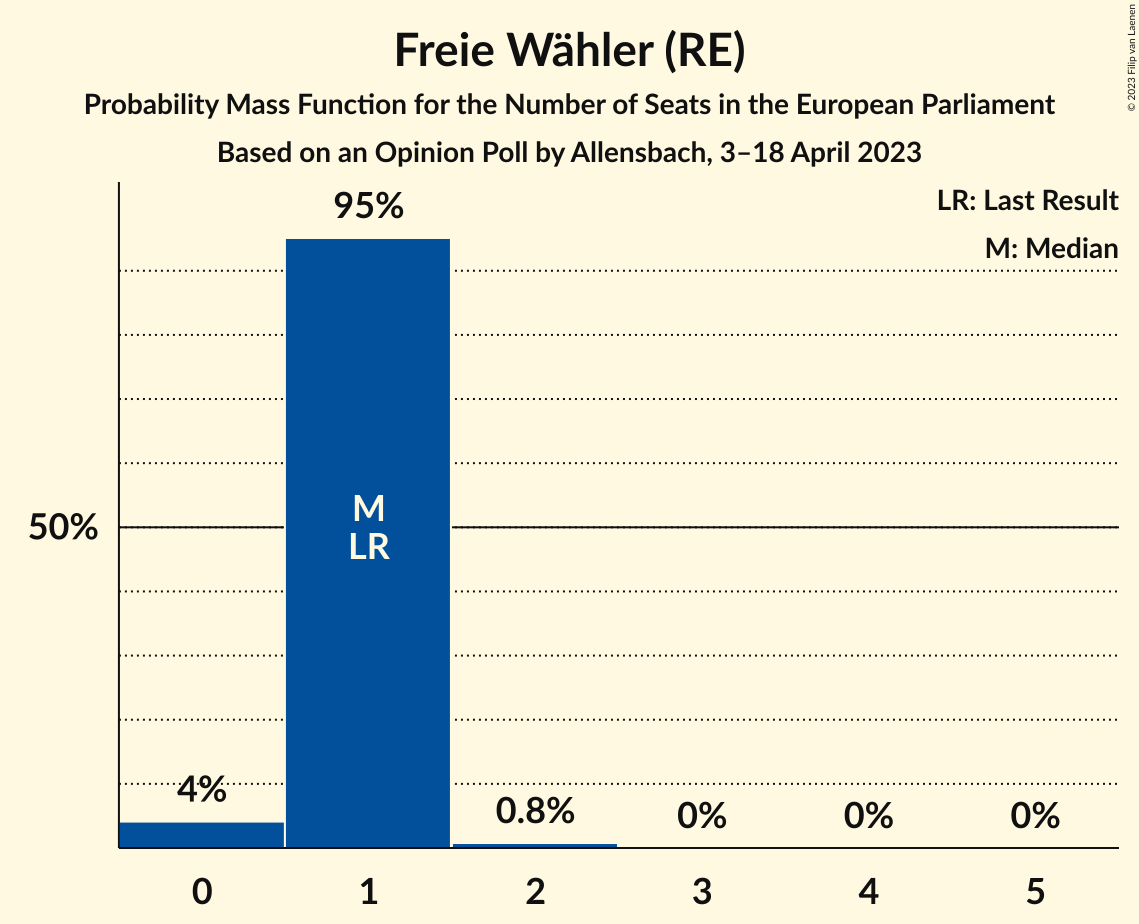 Freie Wähler (RE)
Probability Mass Function for the Number of Seats in the European Parliament
Based on an Opinion Poll by Allensbach, 3–18 April 2023
© 2023 Filip van Laenen
LR: Last Result
M: Median
95%
50%
M
LR
4%
0.8%
0%
0%
0%
0
1
2
3
4
5